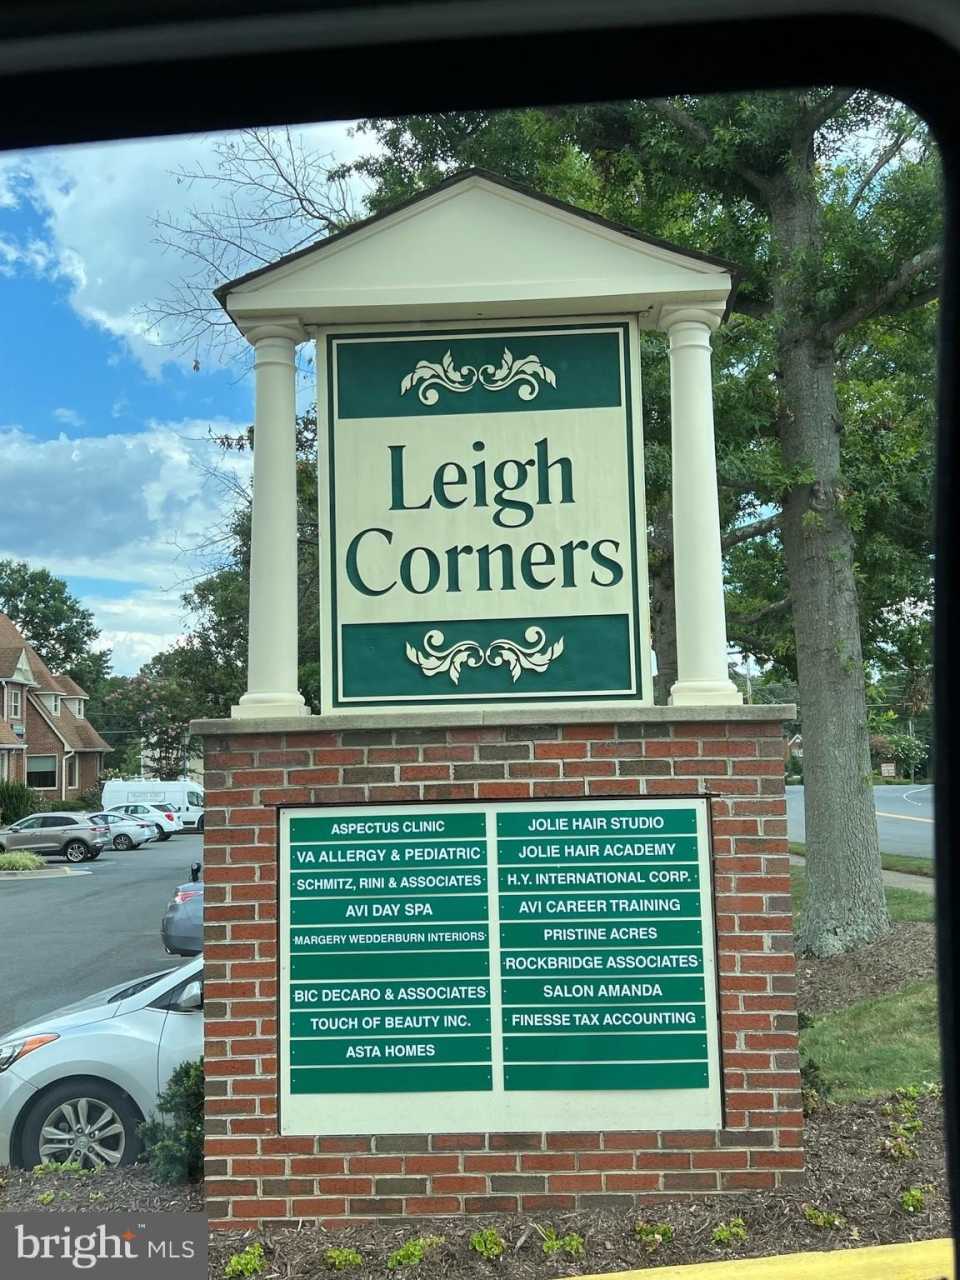 Leigh
Corners
ASPECTUS CLINIC
VA ALLERGY & PEDIATRIC
SCHMITZ, RINI & ASSOCIATES
AVI DAY SPA
MARGERY WEDDERBURN INTERIORS
BIC DECARO & ASSOCIATES
TOUCH OF BEAUTY INC.
ASTA HOMES
JOLIE HAIR STUDIO
JOLIE HAIR ACADEMY
H.Y. INTERNATIONAL CORP.
AVI CAREER TRAINING
PRISTINE ACRES
ROCKBRIDGE ASSOCIATES
SALON AMANDA
FINESSE TAX ACCOUNTING
bright™ MLS